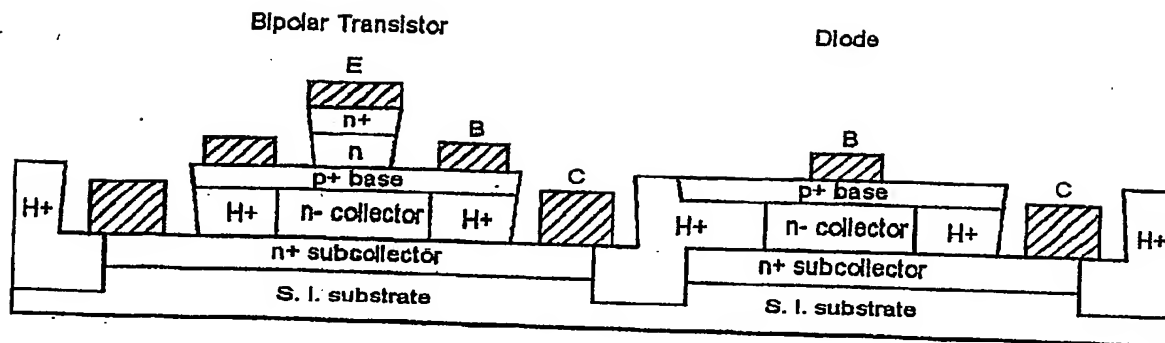 Bipolar Transistor
Diode
E
n+
n
B
B
p+ base
C
p+ base
C
H+
H+
n- collector
H+
H+
n- collector
H+
H+
n+ subcollector
n+ subcollector
S. I. substrate
S. I. substrate